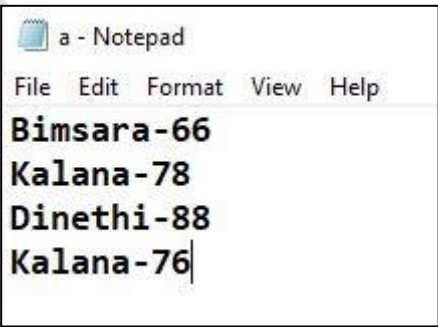 a - Notepad
File Edit Format View Help
Bimsara-66
Kalana-78
Dinethi-88
Kalana-76